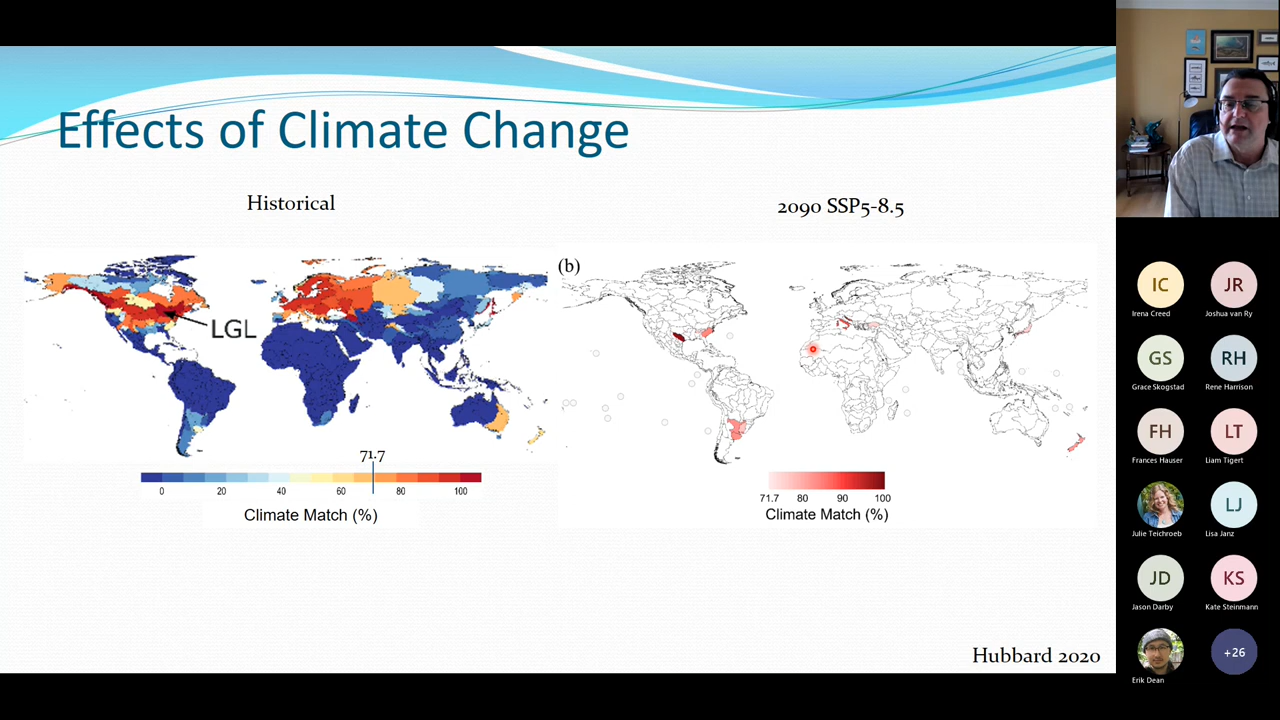 Effects of Climate Change
Historical
2090 SSP5-8.5
(b)
LGL
71.7
0 20 40 60 80 100
Climate Match (%)
71.7 80 90 100
Climate Match (%)
Hubbard 2020
IC
JR
Irena Creed
Joshua van Ry
GS
RH
Grace Skogstad
Rene Harrison
FH
LT
Frances Hauser
Liam Tigert
LJ
Julie Teichroeb
Lisa Janz
JD
KS
Jason Darby
Kate Steinmann
+26
Erik Dean